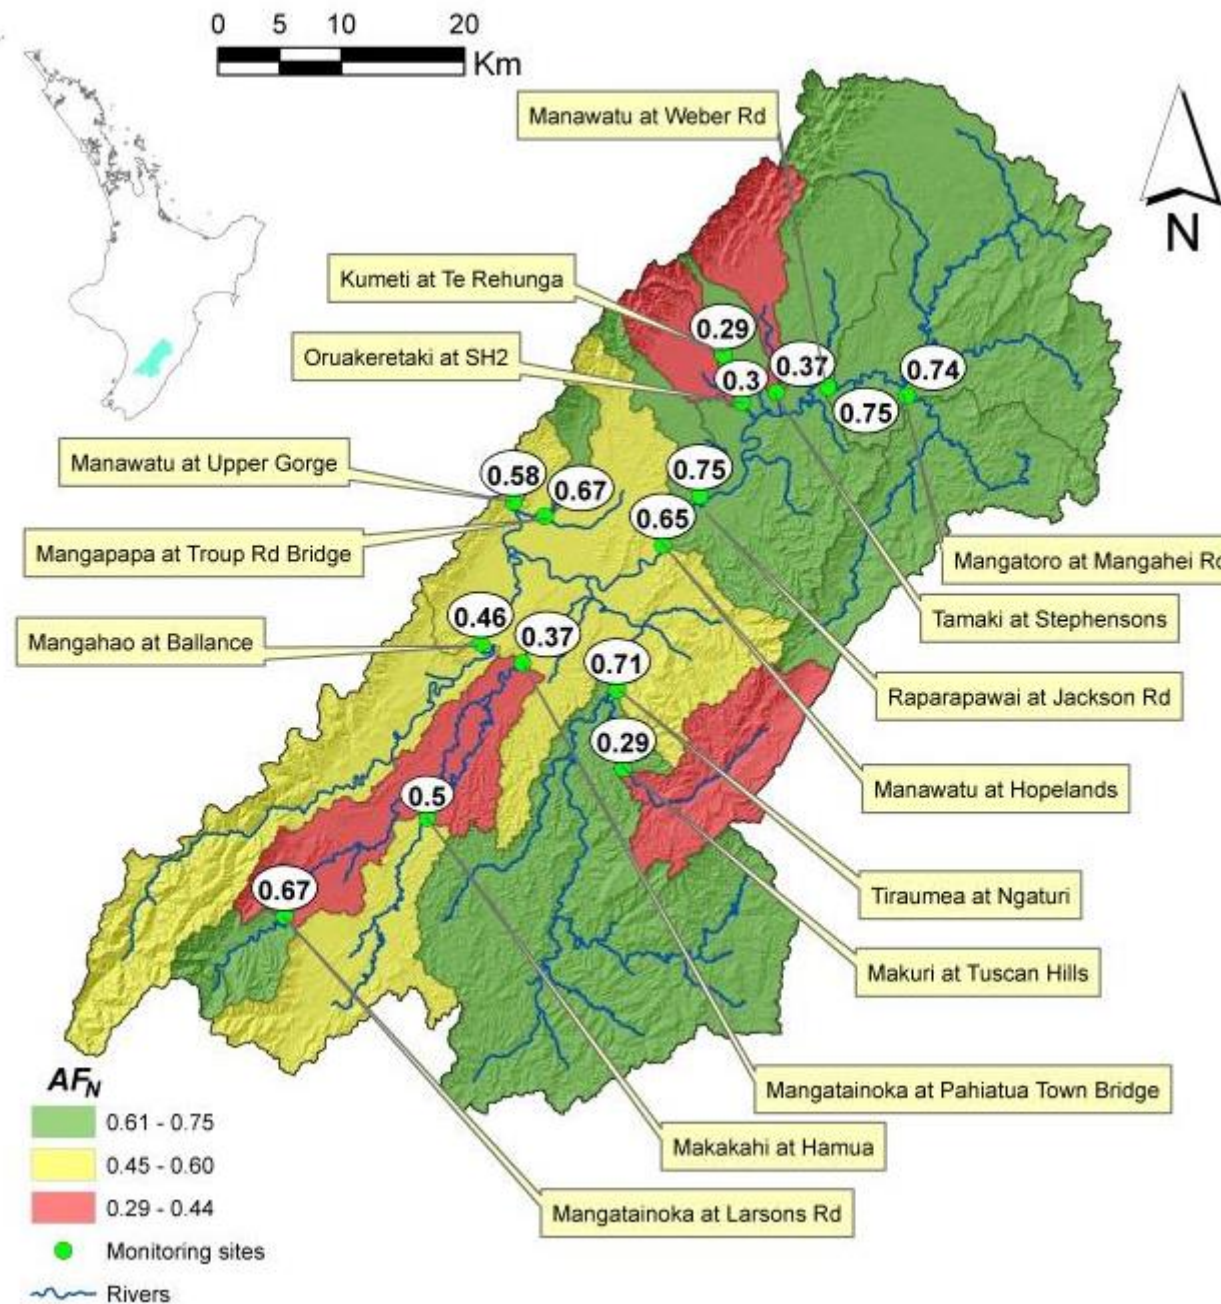 0 5 10 20
Km
Manawatu at Weber Rd
N
Kumeti at Te Rehunga
0.29
Oruakeretaki at SH2
0.3
0.37
0.74
0.75
Manawatu at Upper Gorge
0.58
0.67
0.75
0.65
Mangapapa at Troup Rd Bridge
Mangatoro at Mangahei Rd
Tamaki at Stephensons
Mangahao at Ballance
0.46
0.37
0.71
Raparapawai at Jackson Rd
0.29
Manawatu at Hopelands
0.5
0.67
Tiraumea at Ngaturi
Makuri at Tuscan Hills
Mangatainoka at Pahiatua Town Bridge
Makakahi at Hamua
Mangatainoka at Larsons Rd
AFN
0.61 - 0.75
0.45 - 0.60
0.29 - 0.44
Monitoring sites
Rivers